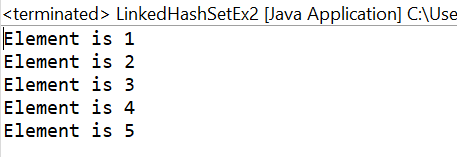 <terminated> LinkedHashSetEx2 [Java Application] C:\Use
Element is 1
Element is 2
Element is 3
Element is 4
Element is 5